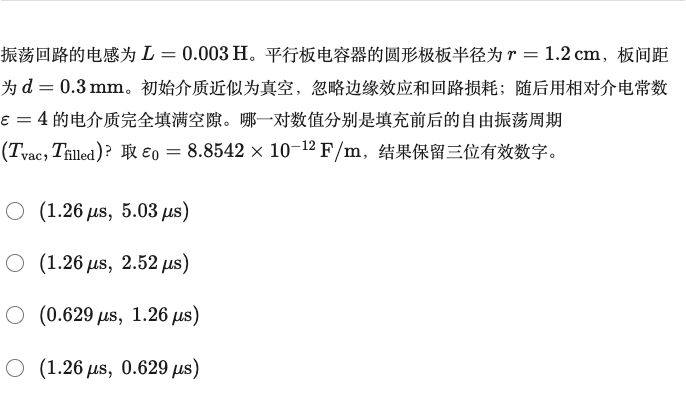 振荡回路的电感为 L = 0.003 H。平行板电容器的圆形极板半径为 r = 1.2 cm，板间距
为 d = 0.3 mm。初始介质近似为真空，忽略边缘效应和回路损耗；随后用相对介电常数
ε = 4 的电介质完全填满空隙。哪一对数值分别是填充前后的自由振荡周期
(T_vac, T_filled)？取 ε₀ = 8.8542 × 10⁻¹² F/m，结果保留三位有效数字。
(1.26 μs, 5.03 μs)
(1.26 μs, 2.52 μs)
(0.629 μs, 1.26 μs)
(1.26 μs, 0.629 μs)